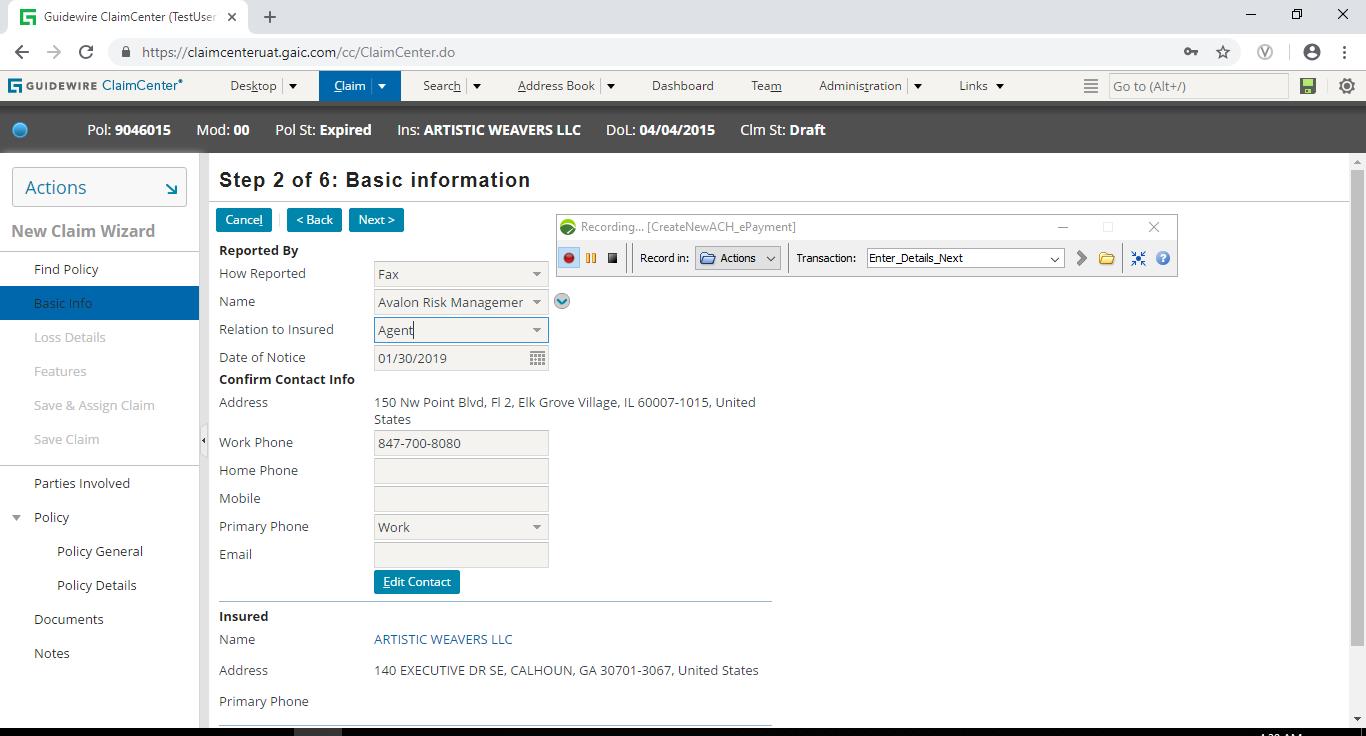 Guidewire ClaimCenter (TestUser
https://claimcenteruat.gaic.com/cc/ClaimCenter.do
GUIDEWIRE ClaimCenter
Desktop
Claim
Search
Address Book
Dashboard
Team
Administration
Links
Go to (Alt+/)
Pol: 9046015 Mod: 00 Pol St: Expired Ins: ARTISTIC WEAVERS LLC DoL: 04/04/2015 Clm St: Draft
Actions
New Claim Wizard
Find Policy
Basic Info
Loss Details
Features
Save & Assign Claim
Save Claim
Parties Involved
Policy
Policy General
Policy Details
Documents
Notes
Step 2 of 6: Basic information
Cancel < Back Next >
Recording... [CreateNewACH_ePayment]
Record in: Actions Transaction: Enter_Details_Next
Reported By
How Reported Fax
Name Avalon Risk Managemer
Relation to Insured Agent
Date of Notice 01/30/2019
Confirm Contact Info
Address 150 Nw Point Blvd, Fl 2, Elk Grove Village, IL 60007-1015, United
States
Work Phone 847-700-8080
Home Phone
Mobile
Primary Phone Work
Email
Edit Contact
Insured
Name ARTISTIC WEAVERS LLC
Address 140 EXECUTIVE DR SE, CALHOUN, GA 30701-3067, United States
Primary Phone